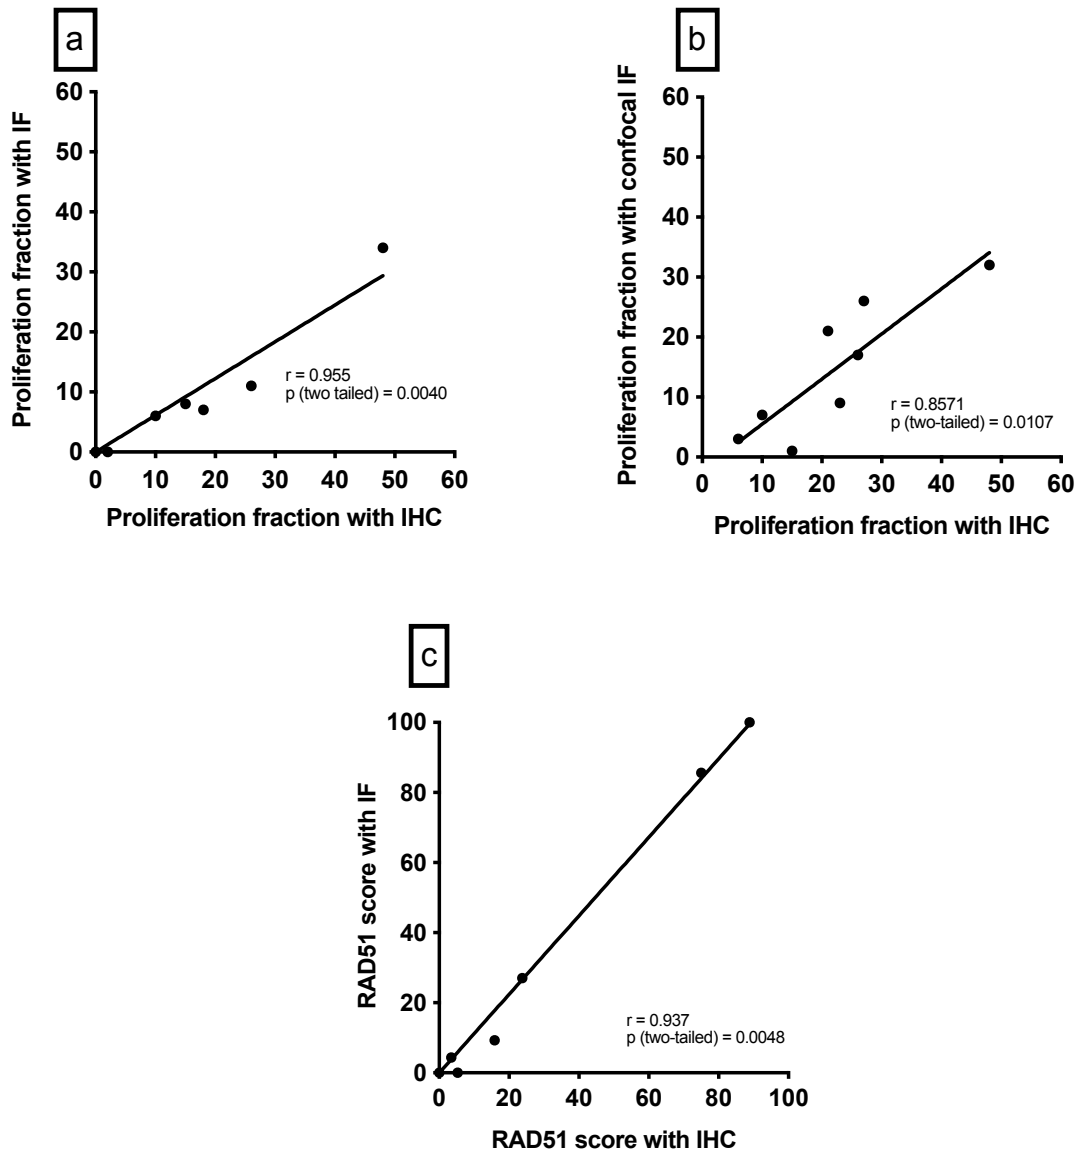 a
Proliferation fraction with IF
60
50
40
30
20
10
0
r = 0.955
p (two tailed) = 0.0040
0 10 20 30 40 50 60
Proliferation fraction with IHC
b
Proliferation fraction with confocal IF
60
50
40
30
20
10
0
r = 0.8571
p (two-tailed) = 0.0107
0 10 20 30 40 50 60
Proliferation fraction with IHC
c
RAD51 score with IF
100
80
60
40
20
0
r = 0.937
p (two-tailed) = 0.0048
0 20 40 60 80 100
RAD51 score with IHC